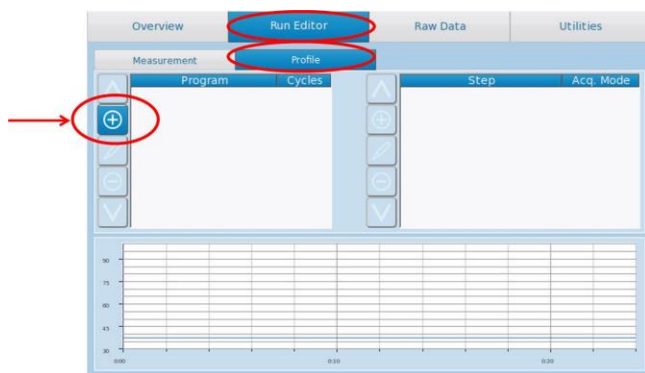 Overview Run Editor Raw Data Utilities
Measurement Profile
Program Cycles Step Acq. Mode
90
75
60
45
30
0:00 0:10 0:20